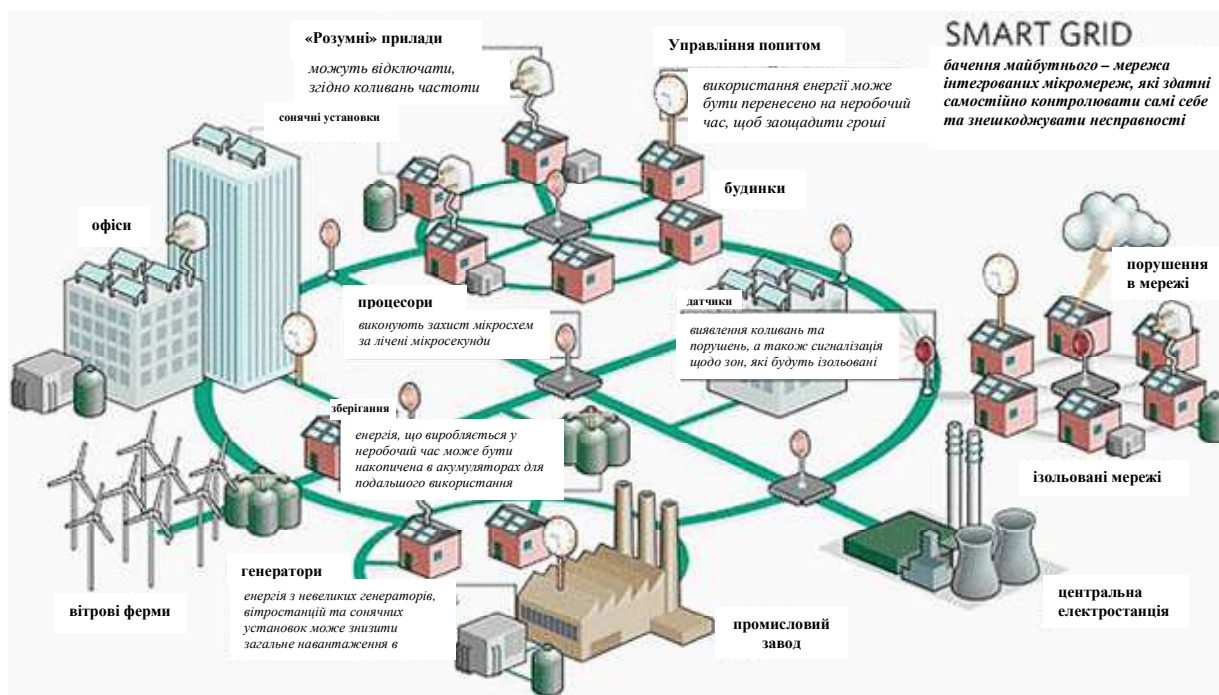 SMART GRID
бачення майбутнього – мережа
інтегрованих мікромереж, які здатні
самостійно контролювати самі себе
та знешкоджувати несправності
«Розумні» прилади
можуть відключати,
згідно коливань частоти
Управління попитом
використання енергії може
бути перенесено на неробочий
час, щоб заощадити гроші
сонячні установки
офіси
будинки
порушення
в мережі
процесори
виконують захист мікросхем
за лічені мікросекунди
датчики
виявлення коливань та
порушень, а також сигналізація
щодо зон, які будуть ізольовані
зберігання
енергія, що виробляється у
неробочий час може бути
накопичена в акумуляторах для
подальшого використання
ізольовані мережі
вітрові ферми
генератори
енергія з невеликих генераторів,
вітростанцій та сонячних
установок може знизити
загальне навантаження в
промисловий
завод
центральна
електростанція